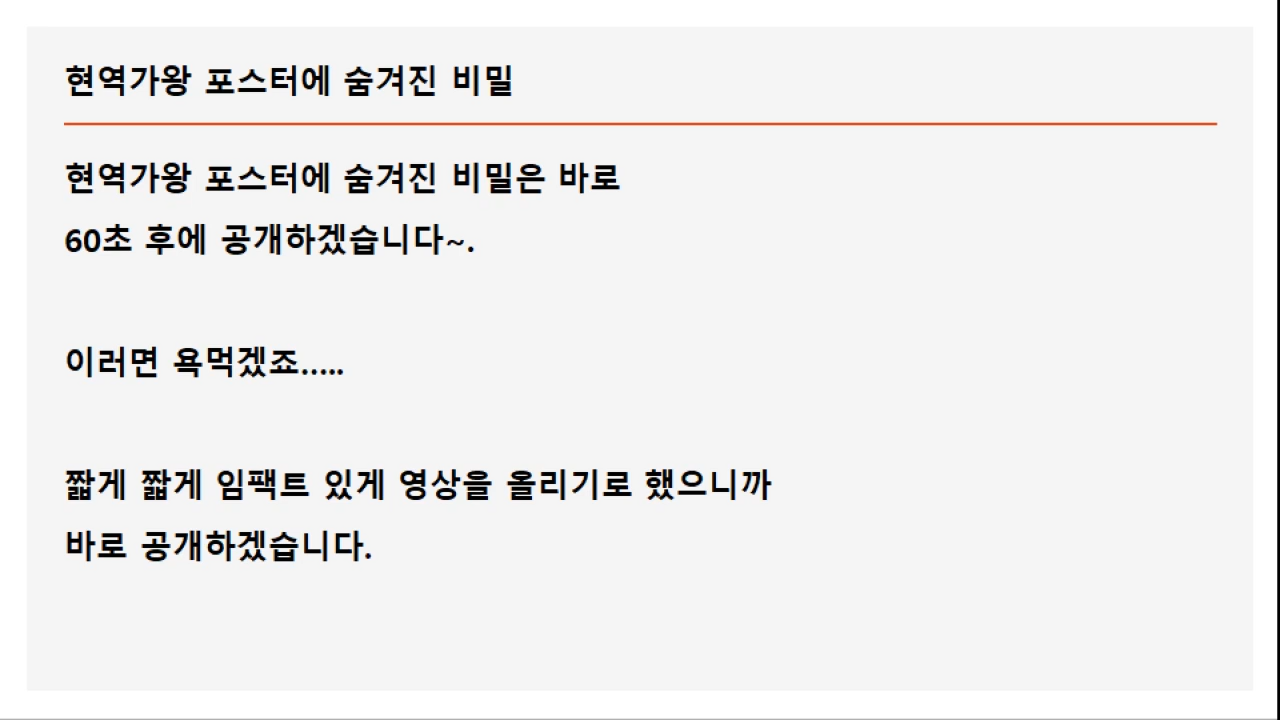 현역가왕 포스터에 숨겨진 비밀
현역가왕 포스터에 숨겨진 비밀은 바로
60초 후에 공개하겠습니다~.
이러면 욕먹겠죠.....
짧게 짧게 임팩트 있게 영상을 올리기로 했으니까
바로 공개하겠습니다.